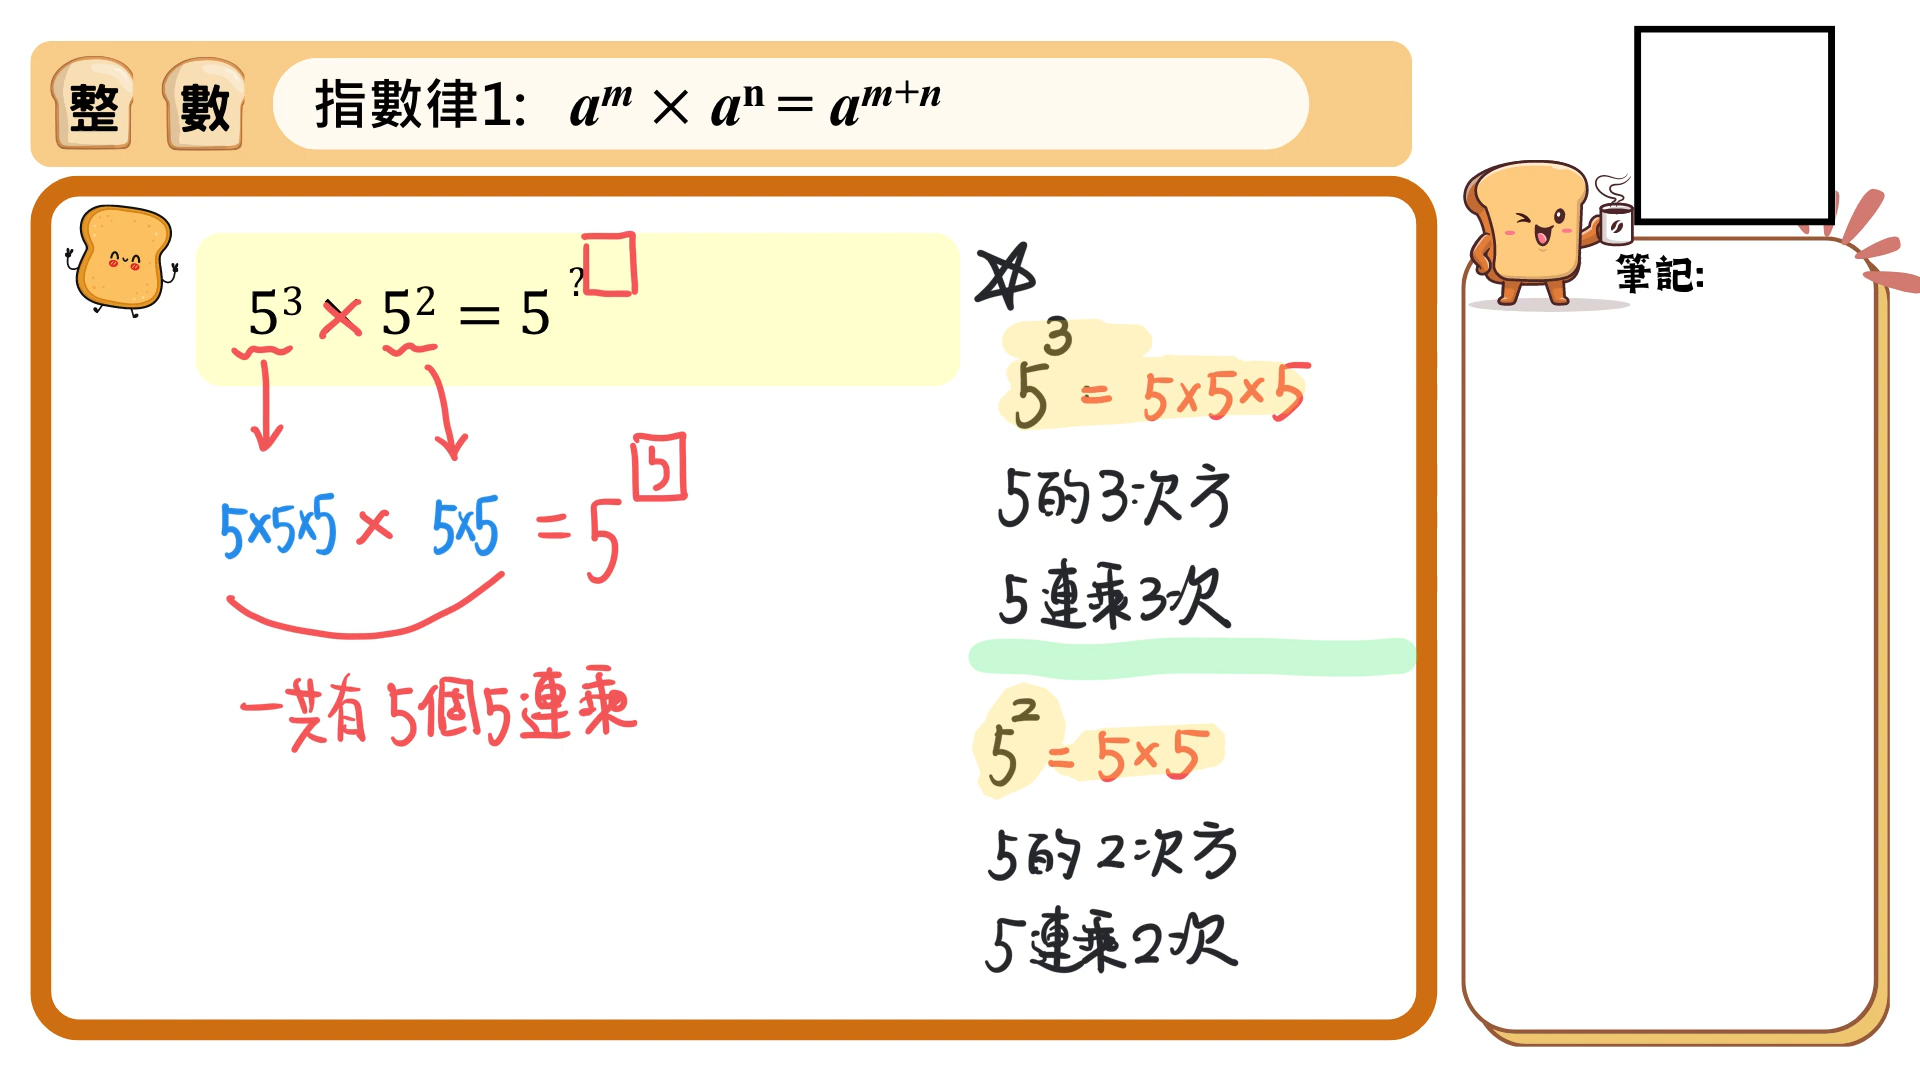 整 數 指數律1: aᵐ × aⁿ = aᵐ⁺ⁿ
5³ × 5² = 5 ?
5×5×5 × 5×5 = 5⁵
一共有5個5連乘
5³ = 5×5×5
5的3次方
5連乘3次
5² = 5×5
5的2次方
5連乘2次
筆記: